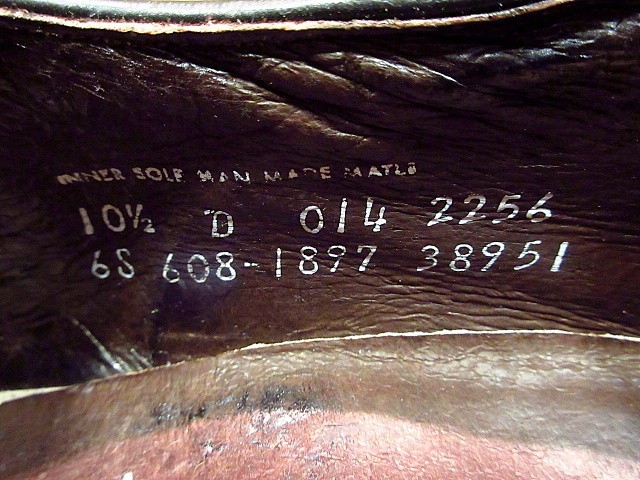 INNER SOLE MAN MADE MATLS
10½ D 014 2256
6S 608-1897 38951